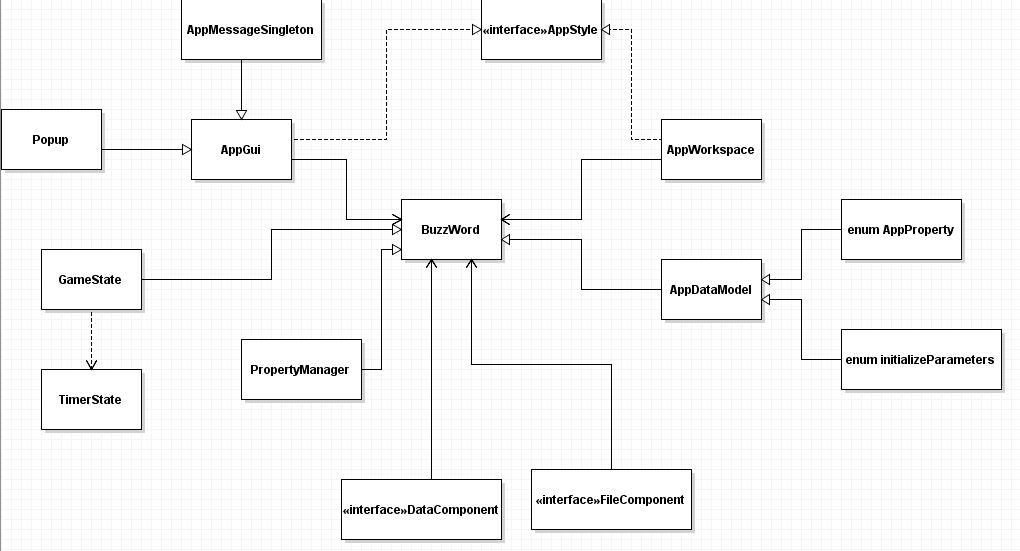 AppMessageSingleton
«interface»AppStyle
Popup
AppGui
AppWorkspace
BuzzWord
enum AppProperty
GameState
AppDataModel
PropertyManager
enum initializeParameters
TimerState
«interface»DataComponent
«interface»FileComponent